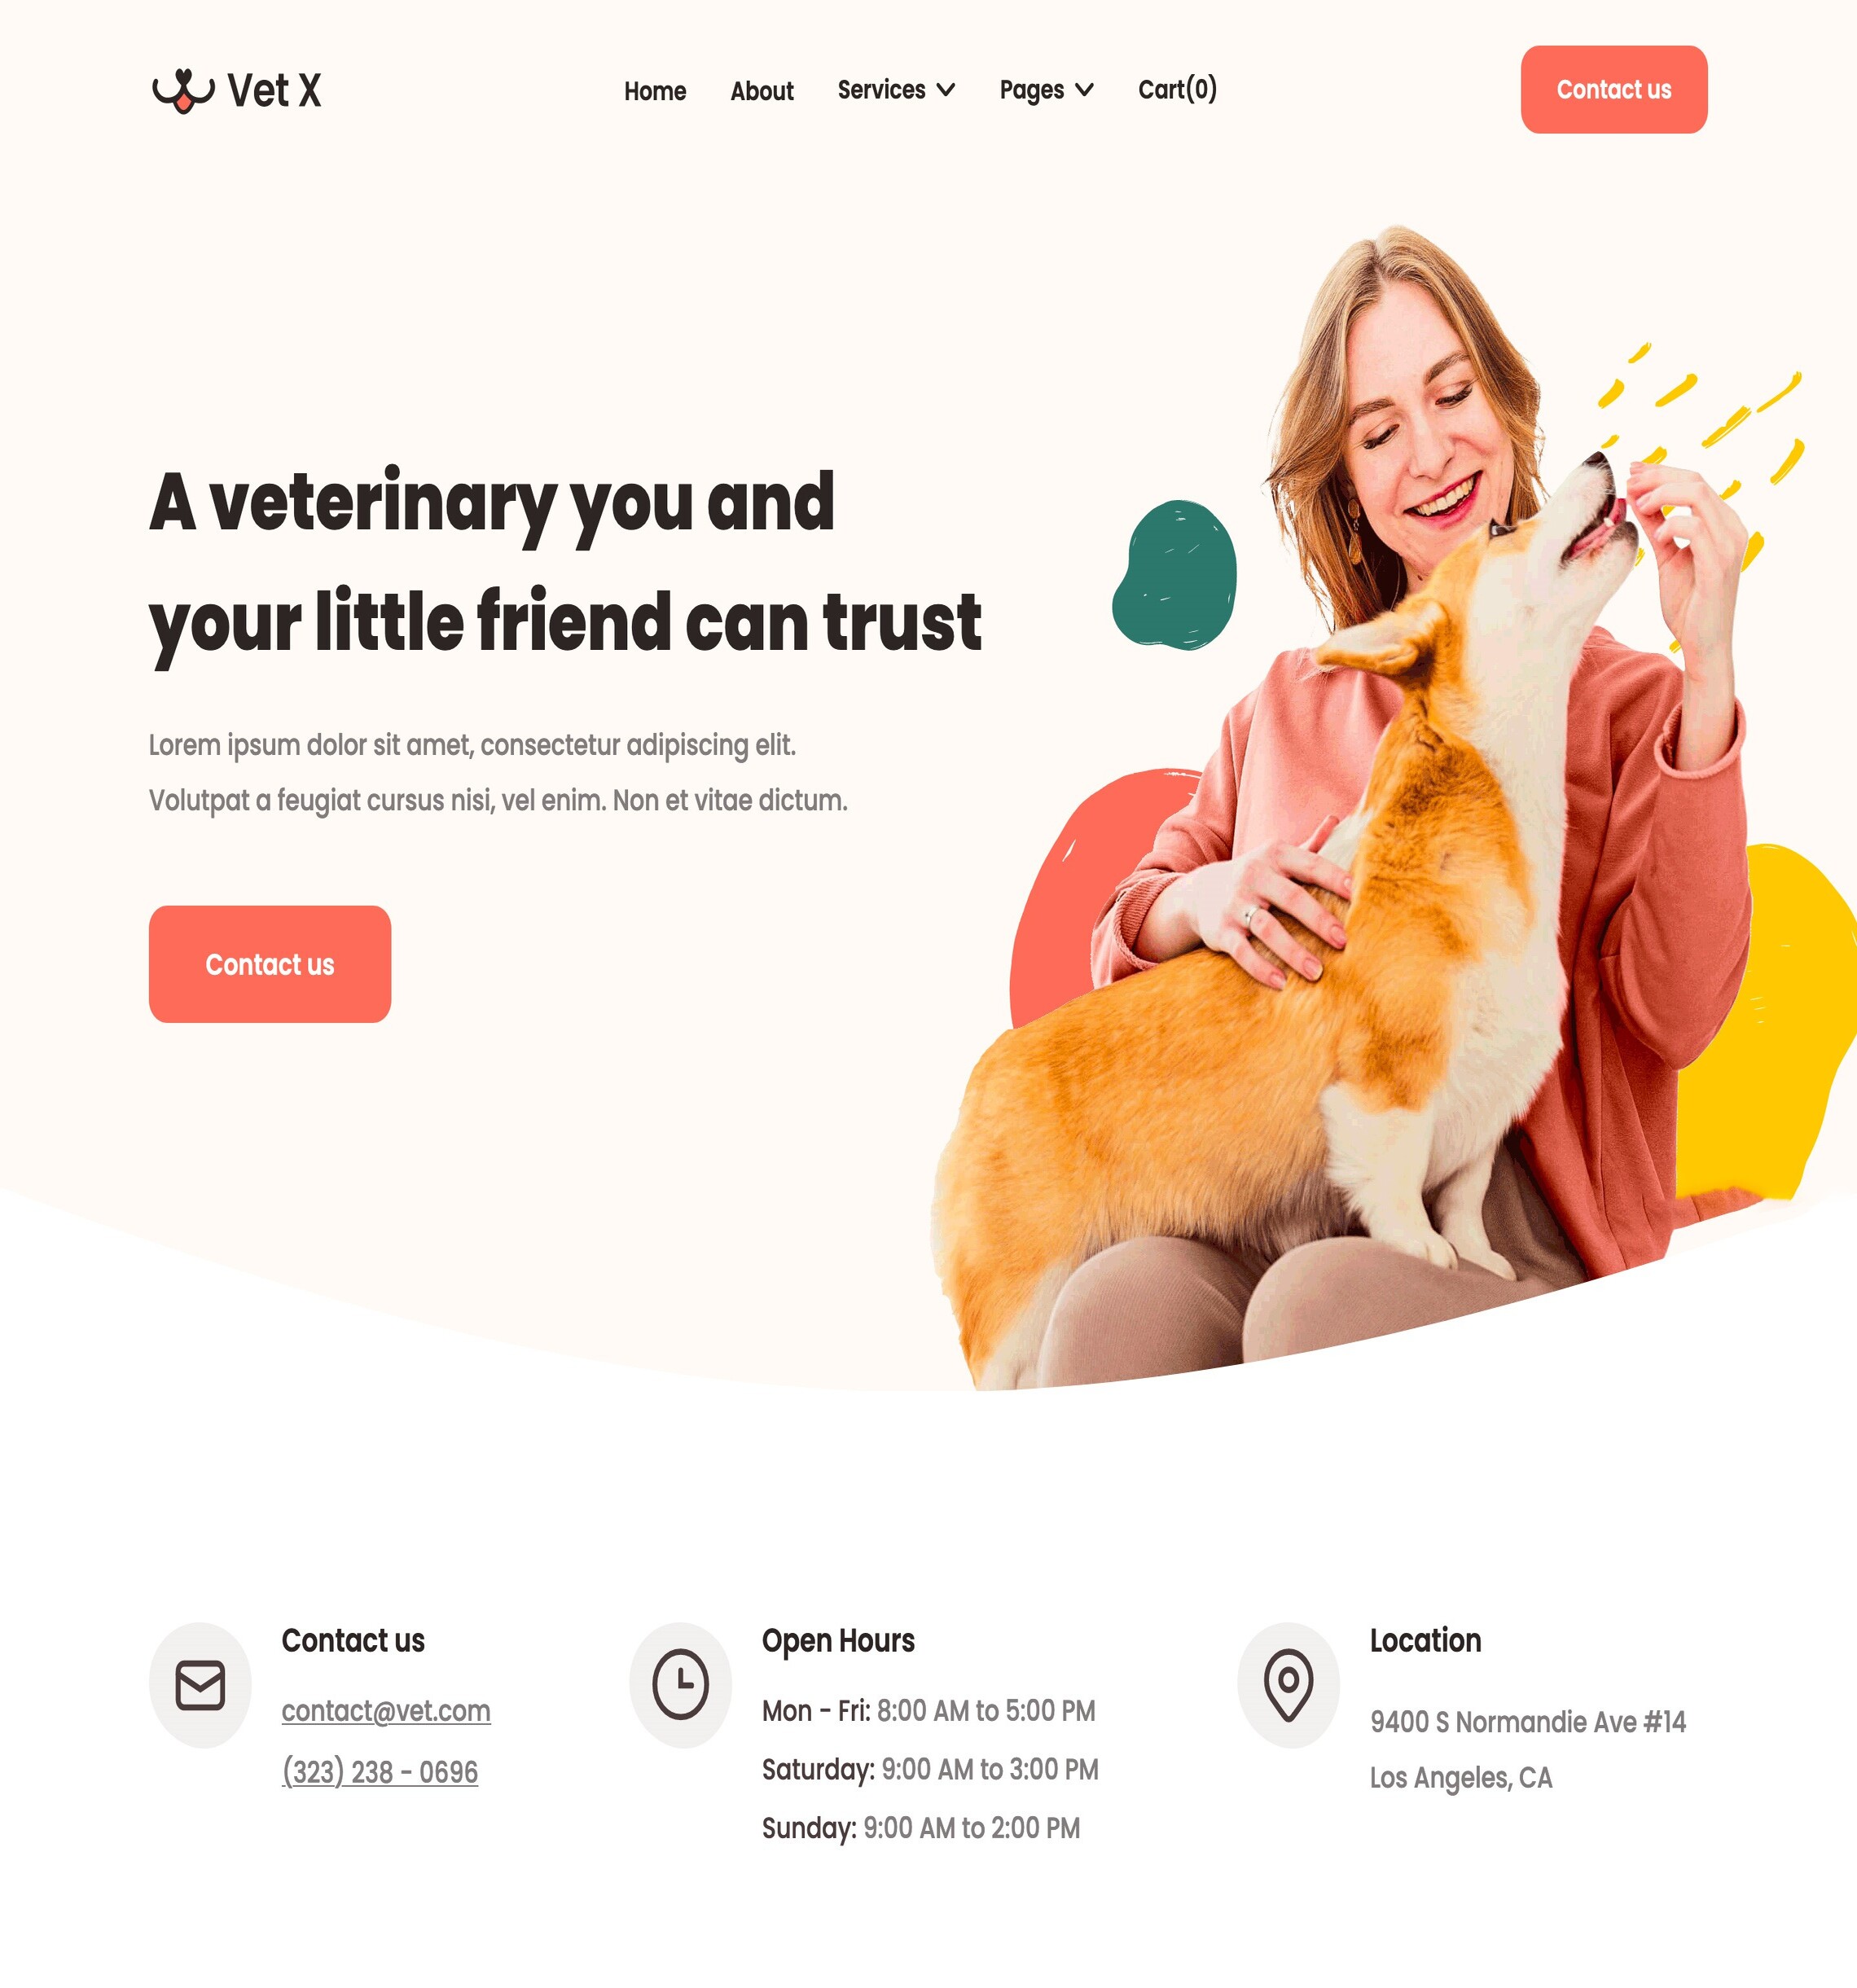 Vet X
Home About Services Pages Cart(0)
Contact us
A veterinary you and
your little friend can trust
Lorem ipsum dolor sit amet, consectetur adipiscing elit.
Volutpat a feugiat cursus nisi, vel enim. Non et vitae dictum.
Contact us
Contact us
contact@vet.com
(323) 238 - 0696
Open Hours
Mon - Fri: 8:00 AM to 5:00 PM
Saturday: 9:00 AM to 3:00 PM
Sunday: 9:00 AM to 2:00 PM
Location
9400 S Normandie Ave #14
Los Angeles, CA